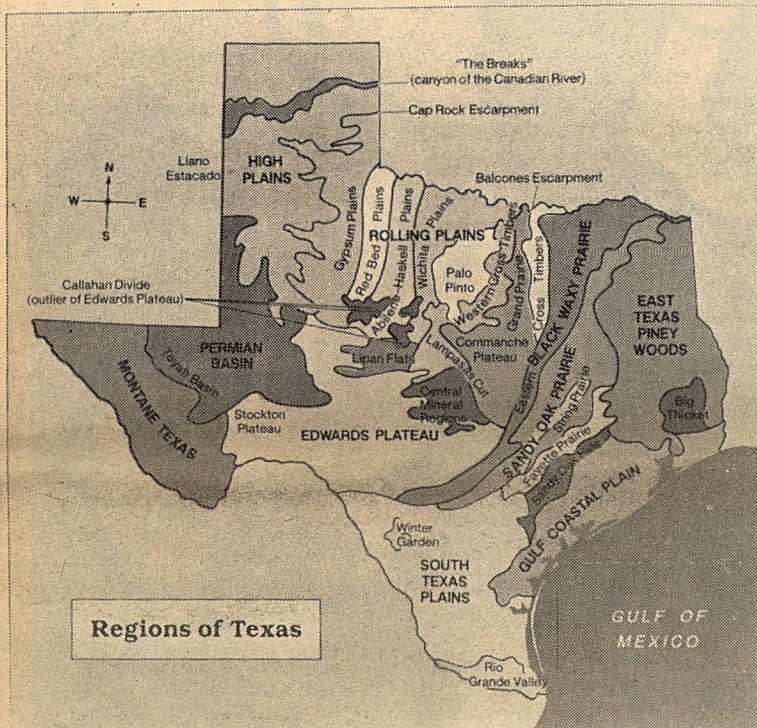 "The Breaks"
(canyon of the Canadian River)
Cap Rock Escarpment
Llano
Estacado
HIGH
PLAINS
N
W
E
S
Balcones Escarpment
Gypsum Plains
Red Bed Plains
Abilene Haskell Plains
Wichita Plains
ROLLING PLAINS
Palo
Pinto
Western Cross Timbers
Grand Prairie
Eastern Cross Timbers
BLACK WAXY PRAIRIE
EAST
TEXAS
PINEY
WOODS
Callahan Divide
(outlier of Edwards Plateau)
PERMIAN
BASIN
Toyah Basin
MONTANE TEXAS
Lipan Flats
Lampasas Cut
Commanche
Plateau
Central
Mineral
Regions
Stockton
Plateau
EDWARDS PLATEAU
SANDY OAK PRAIRIE
String Prairie
Fayette Prairie
Big
Thicket
GULF COASTAL PLAIN
Winter
Garden
SOUTH
TEXAS
PLAINS
Regions of Texas
GULF OF
MEXICO
Rio
Grande Valley